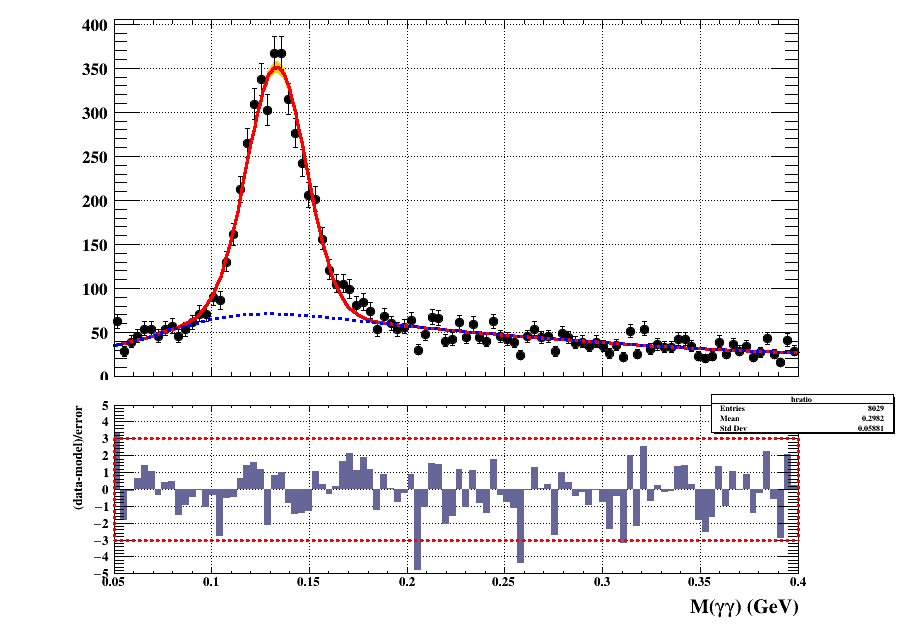 400
350
300
250
200
150
100
50
0
hratio
Entries 8029
Mean 0.2982
Std Dev 0.05881
(data-model)/error
5
4
3
2
1
0
−1
−2
−3
−4
−5
0.05 0.1 0.15 0.2 0.25 0.3 0.35 0.4
M(γγ) (GeV)